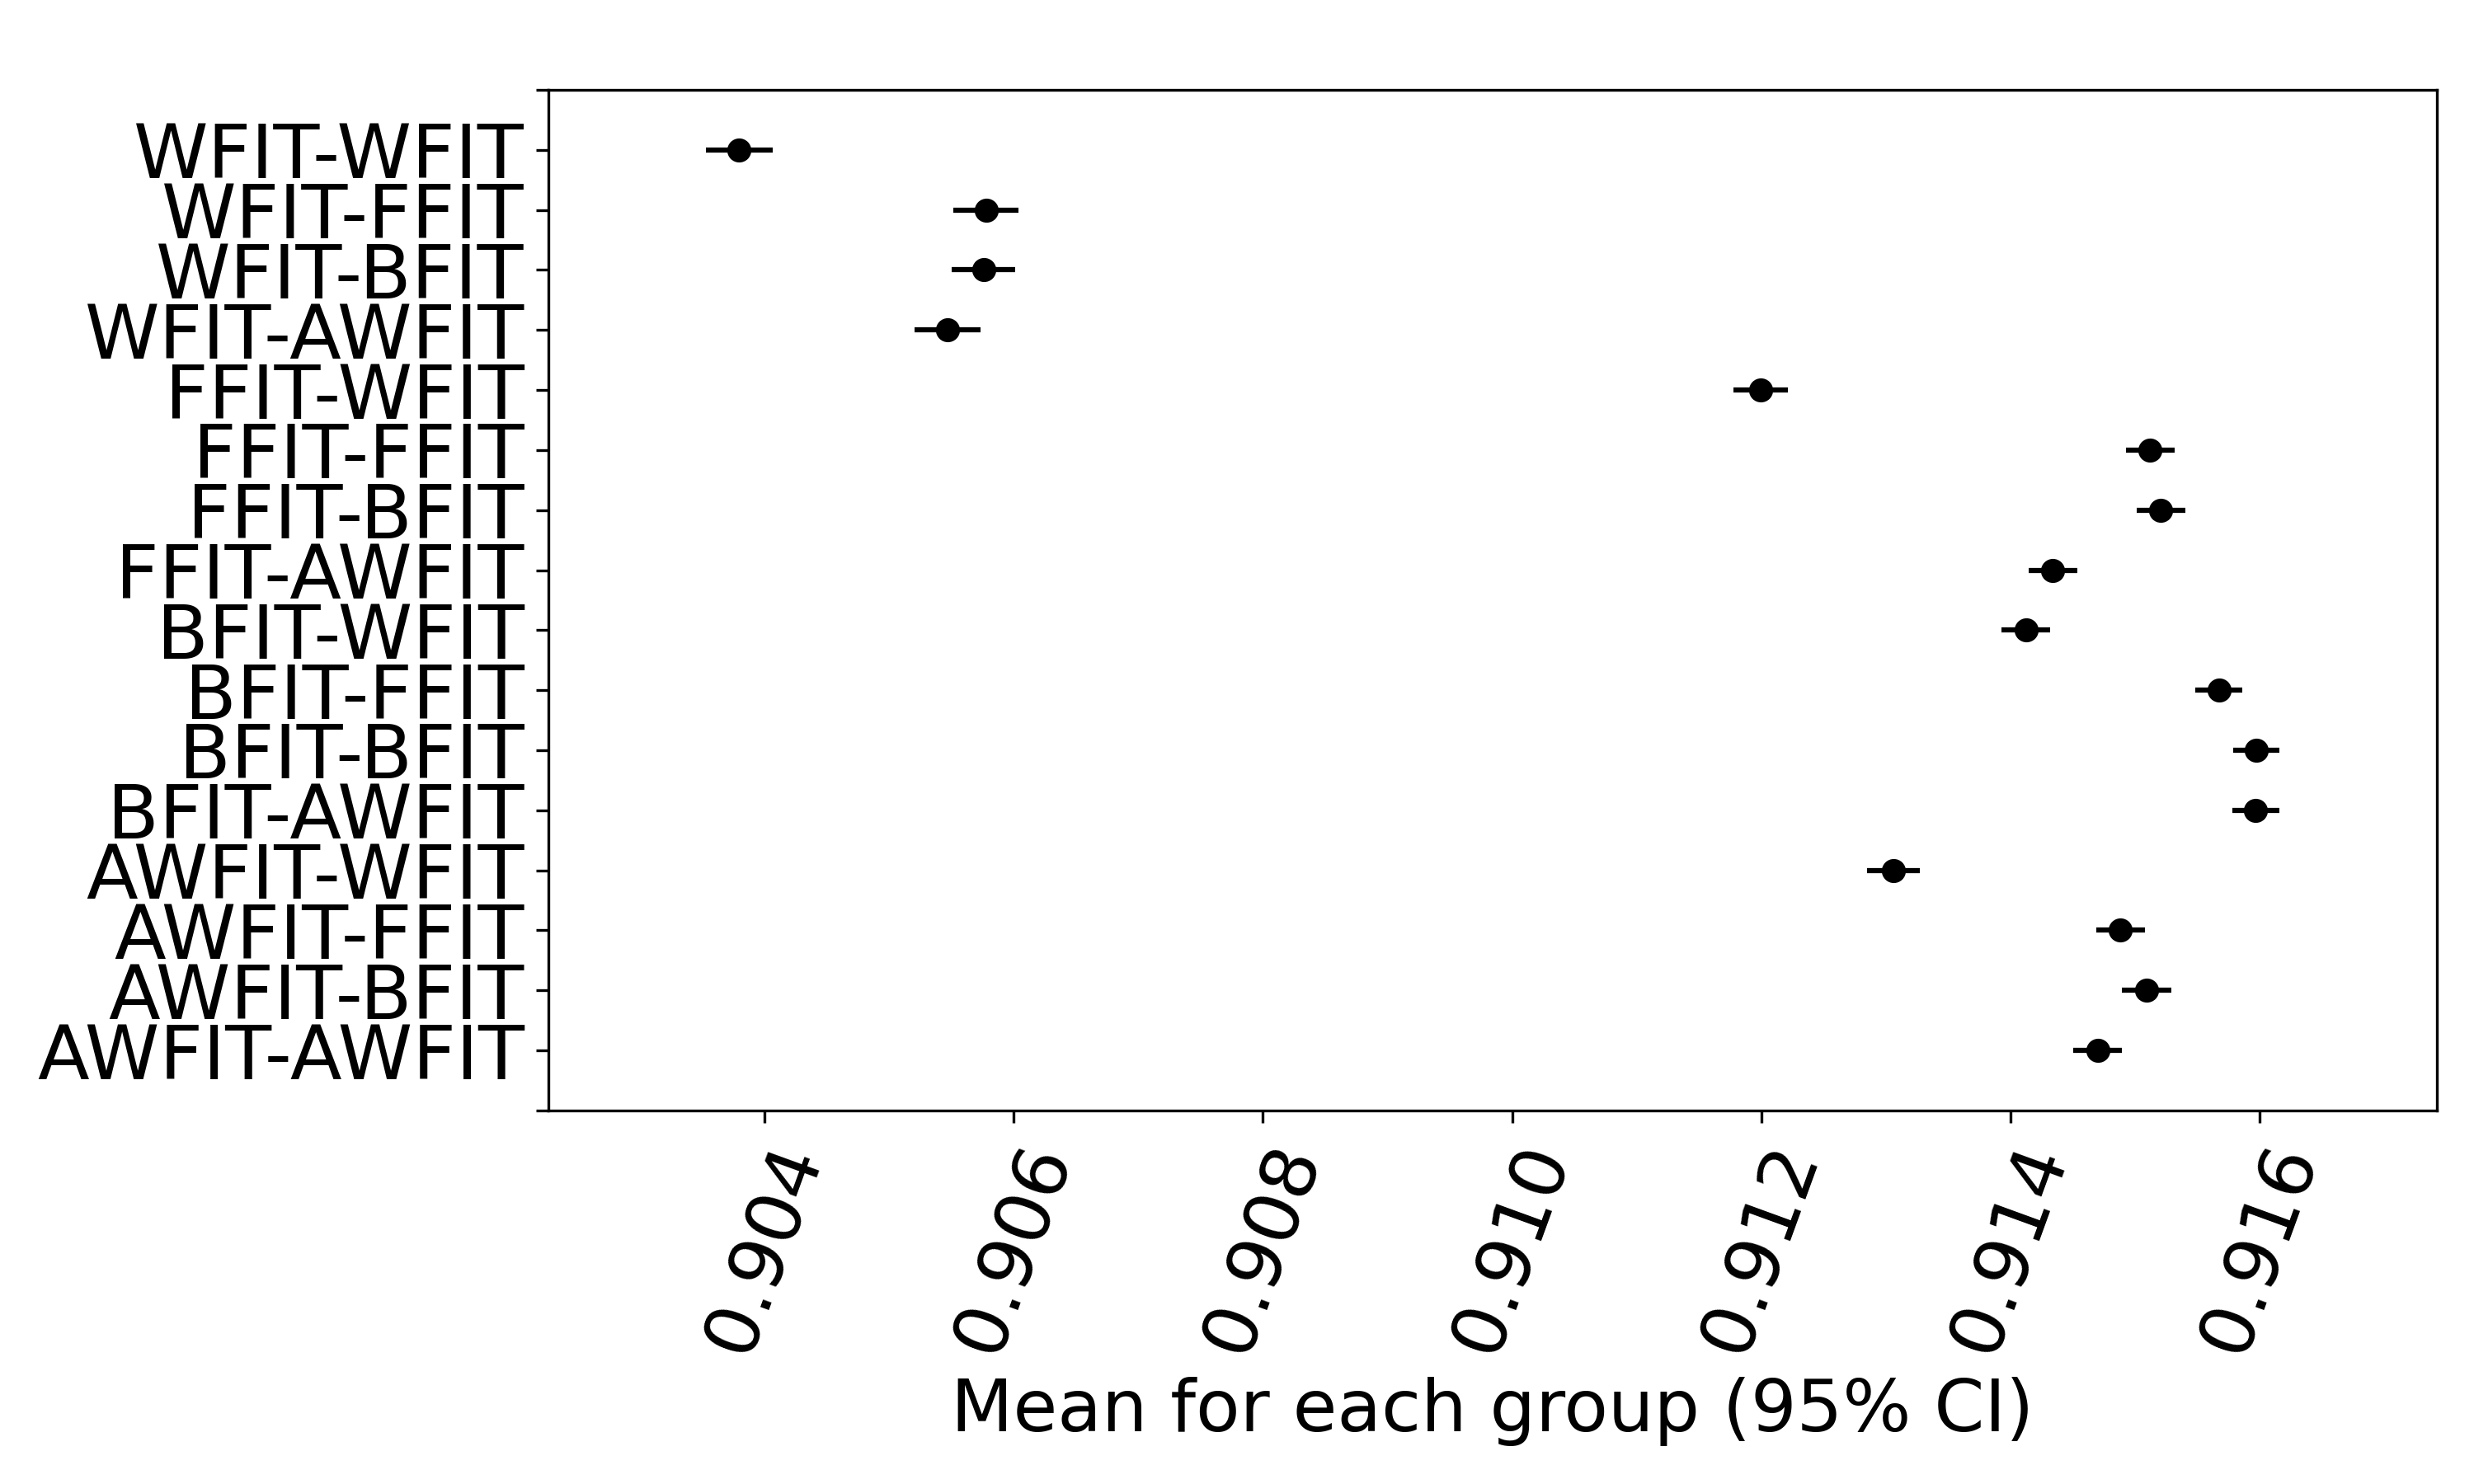 WFIT-WFIT
WFIT-FFIT
WFIT-BFIT
WFIT-AWFIT
FFIT-WFIT
FFIT-FFIT
FFIT-BFIT
FFIT-AWFIT
BFIT-WFIT
BFIT-FFIT
BFIT-BFIT
BFIT-AWFIT
AWFIT-WFIT
AWFIT-FFIT
AWFIT-BFIT
AWFIT-AWFIT
0.904 0.906 0.908 0.910 0.912 0.914 0.916
Mean for each group (95% CI)